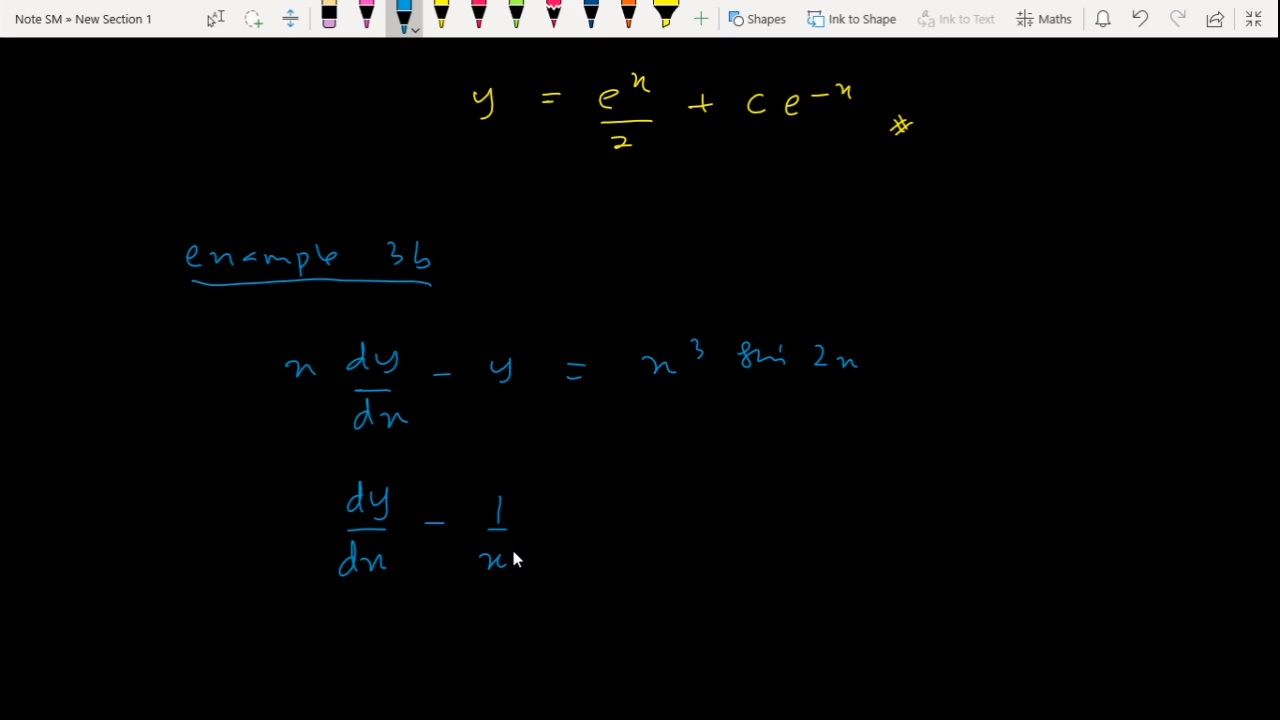 Note SM » New Section 1 Shapes Ink to Shape Ink to Text Maths
y = e^x/2 + c e^-x *
example 3b
x dy/dx - y = x^3 sin 2x
dy/dx - 1/x